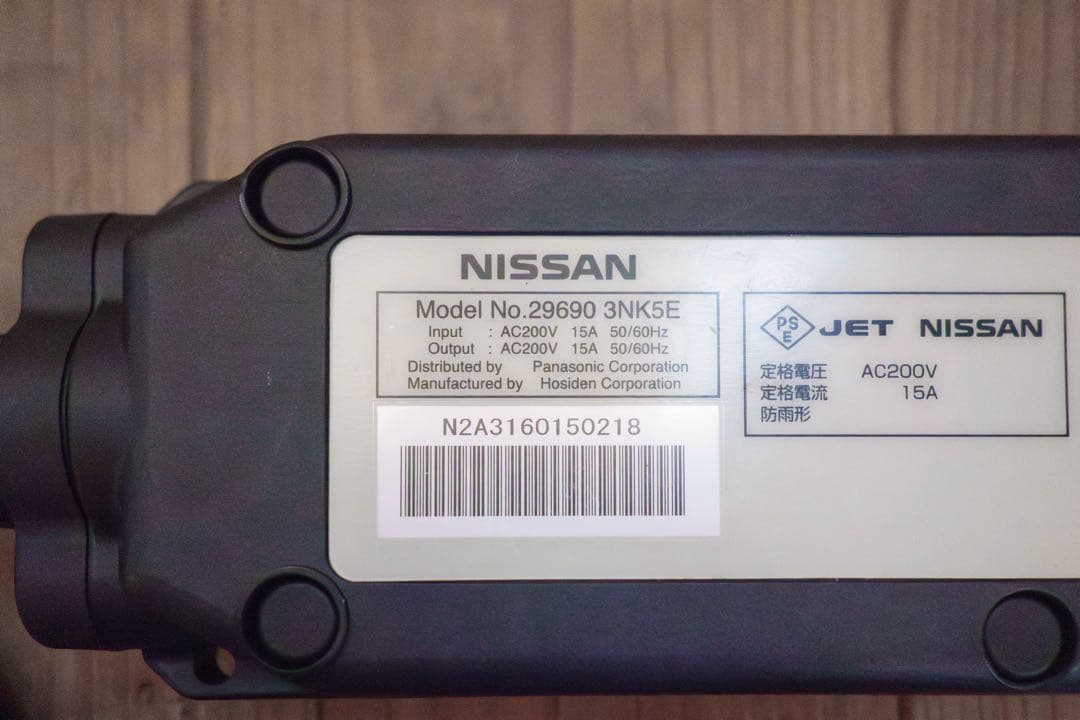 NISSAN
Model No.29690 3NK5E
Input : AC200V 15A 50/60Hz
Output : AC200V 15A 50/60Hz
Distributed by Panasonic Corporation
Manufactured by Hosiden Corporation
N2A3160150218
PS
E
JET NISSAN
定格電圧 AC200V
定格電流 15A
防雨形